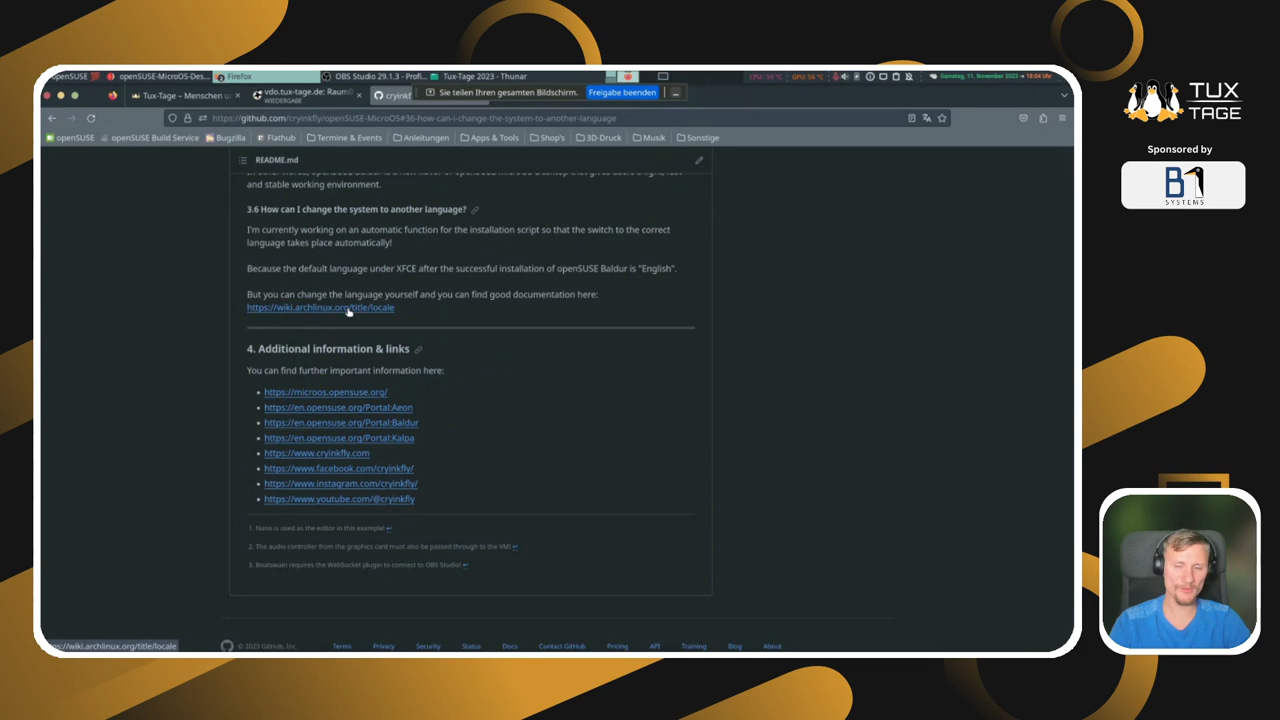 openSUSE
openSUSE-MicroOS-Des...
Firefox
OBS Studio 29.1.3 - Profi...
Tux-Tage 2023 - Thunar
Samstag, 11. November 2023
18:04 Uhr
Tux-Tage – Menschen u
vdo.tux-tage.de: Rauml
WIEDERGABE
cryinkf
Sie teilen Ihren gesamten Bildschirm.
Freigabe beenden
https://github.com/cryinkfly/openSUSE-MicroOS#36-how-can-i-change-the-system-to-another-language
openSUSE
openSUSE Build Service
Bugzilla
Flathub
Termine & Events
Anleitungen
Apps & Tools
Shop's
3D-Druck
Musik
Sonstige
README.md
and stable working environment.
3.6 How can I change the system to another language?
I'm currently working on an automatic function for the installation script so that the switch to the correct
language takes place automatically!
Because the default language under XFCE after the successful installation of openSUSE Baldur is "English".
But you can change the language yourself and you can find good documentation here:
https://wiki.archlinux.org/title/locale
4. Additional information & links
You can find further important information here:
• https://microos.opensuse.org/
• https://en.opensuse.org/Portal:Aeon
• https://en.opensuse.org/Portal:Baldur
• https://en.opensuse.org/Portal:Kalpa
• https://www.cryinkfly.com
• https://www.facebook.com/cryinkfly/
• https://www.instagram.com/cryinkfly/
• https://www.youtube.com/@cryinkfly
1. Nano is used as the editor in this example!
2. The audio controller from the graphics card must also be passed through to the VM!
3. Boatswain requires the WebSocket plugin to connect to OBS Studio!
© 2023 GitHub, Inc.
Terms
Privacy
Security
Status
Docs
Contact GitHub
Pricing
API
Training
Blog
About
s://wiki.archlinux.org/title/locale
TUX
TAGE
Sponsored by
B1
SYSTEMS